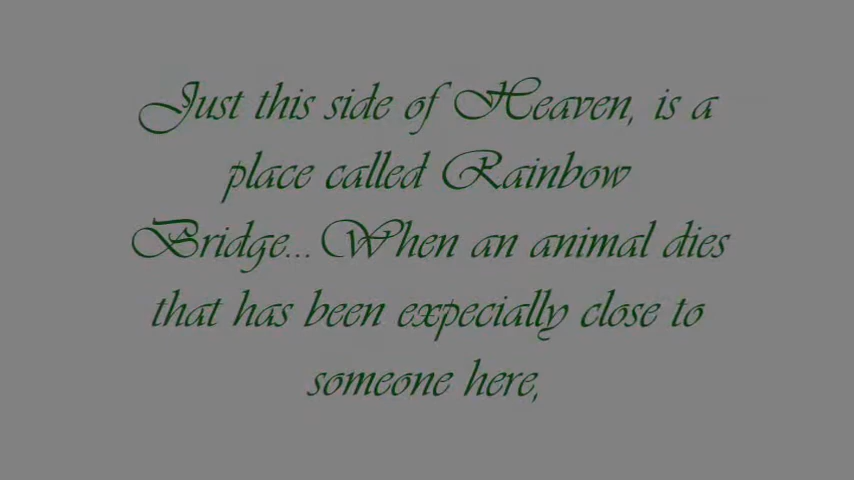 Just this side of Heaven, is a
place called Rainbow
Bridge... When an animal dies
that has been expecially close to
someone here,